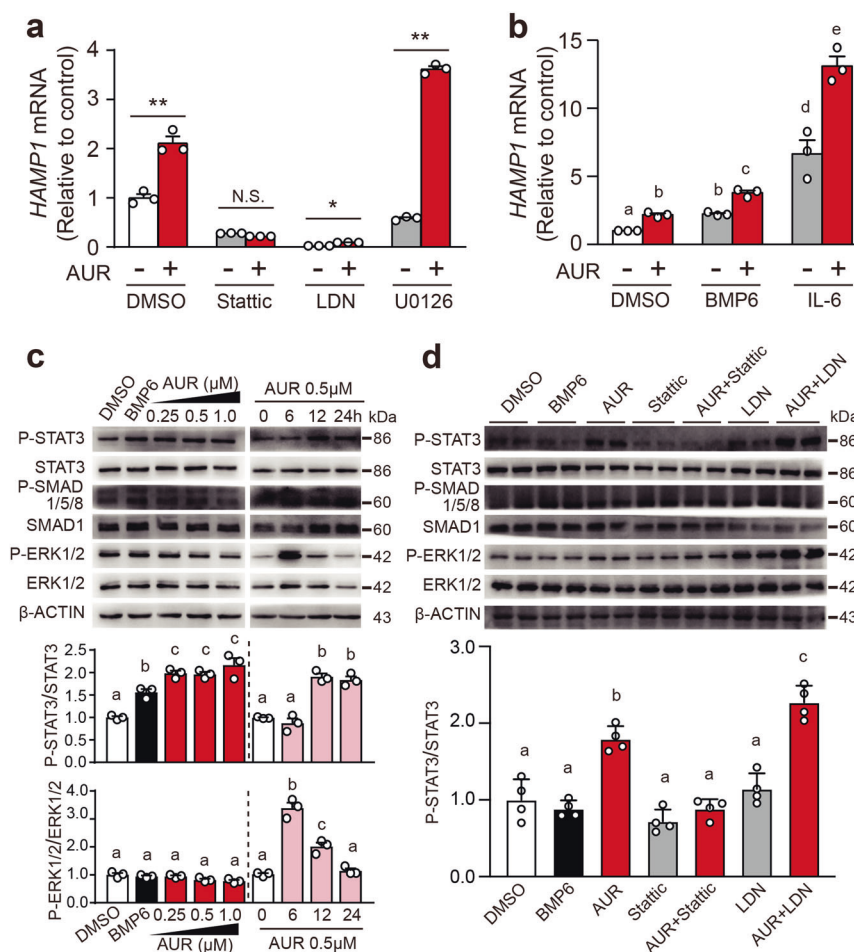 a
HAMP1 mRNA
(Relative to control)
4
3
2
1
0
**
N.S.
*
**
AUR - + - + - + - +
DMSO Stattic LDN U0126
b
HAMP1 mRNA
(Relative to control)
15
10
5
0
a b b c d e
AUR - + - + - +
DMSO BMP6 IL-6
c
DMSO BMP6 AUR (μM) AUR 0.5μM
0.25 0.5 1.0 0 6 12 24h kDa
P-STAT3 86
STAT3 86
P-SMAD
1/5/8 60
SMAD1 60
P-ERK1/2 42
ERK1/2 42
β-ACTIN 43
P-STAT3/STAT3
2.5
2.0
1.5
1.0
0.5
0.0
a b c c c a a b b
P-ERK1/2/ERK1/2
4.0
3.0
2.0
1.0
0.0
a a a a a a b c a
DMSO BMP6 0.25 0.5 1.0 0 6 12 24
AUR (μM) AUR 0.5μM
d
DMSO BMP6 AUR Stattic AUR+Stattic LDN AUR+LDN
kDa
P-STAT3 86
STAT3 86
P-SMAD
1/5/8 60
SMAD1 60
P-ERK1/2 42
ERK1/2 42
β-ACTIN 43
P-STAT3/STAT3
3.0
2.0
1.0
0.0
a a b a a a c
DMSO BMP6 AUR Stattic AUR+Stattic LDN AUR+LDN